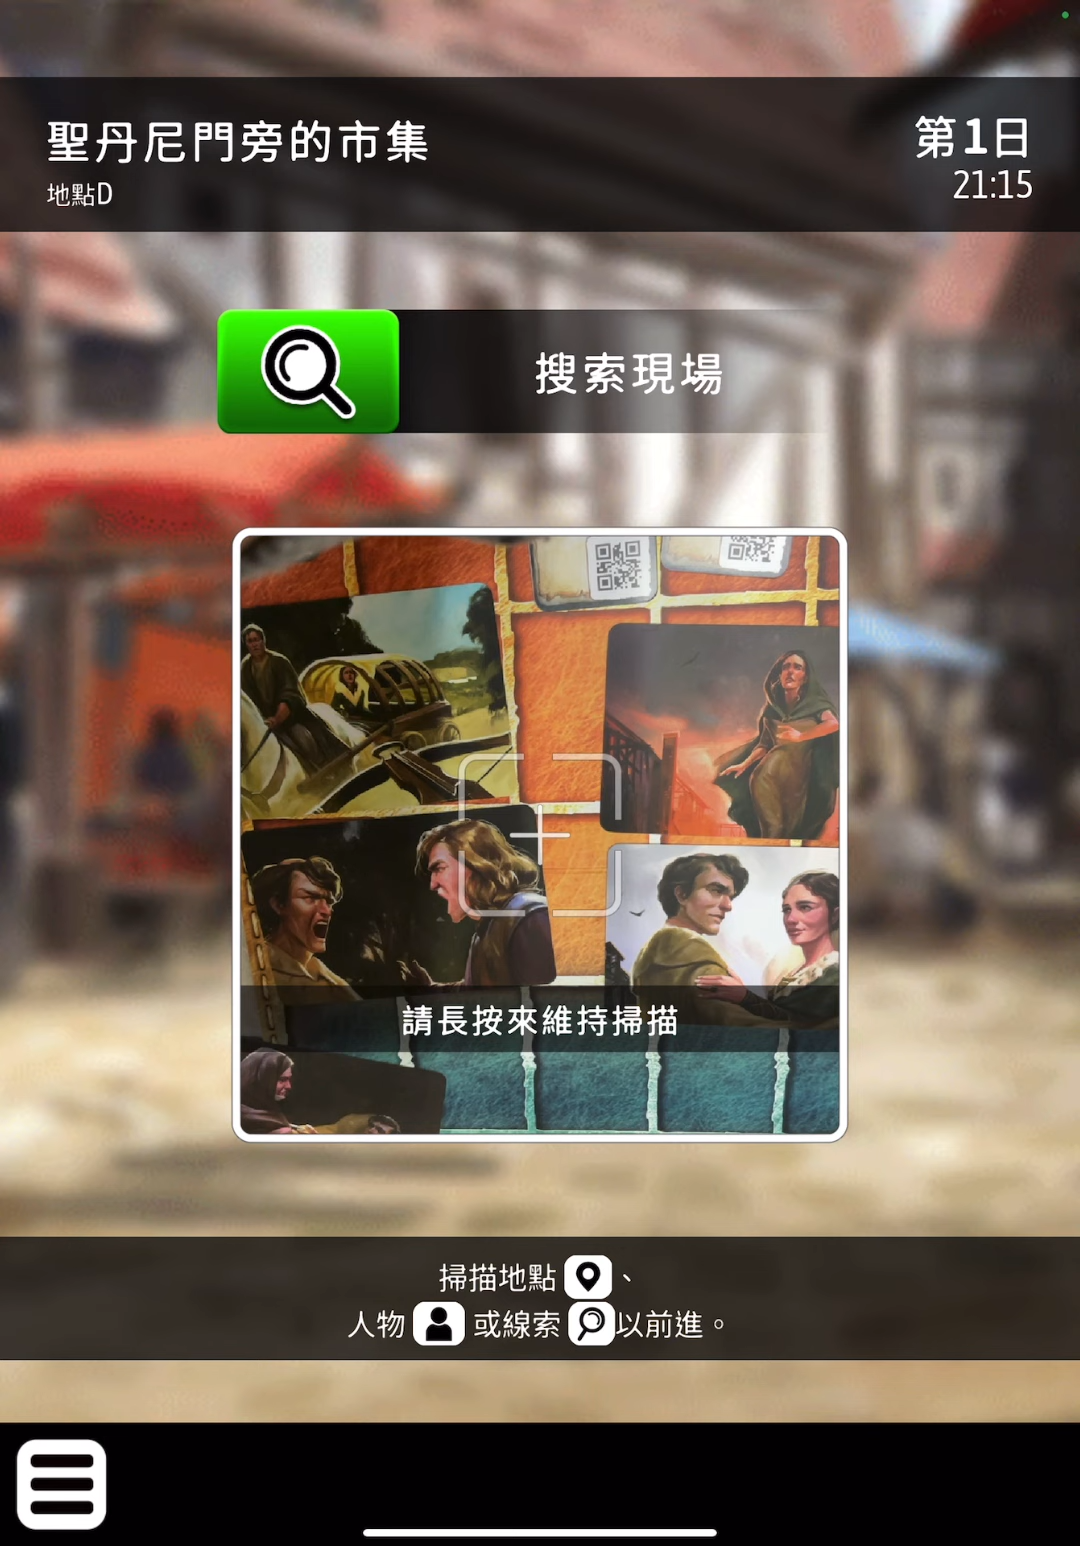 聖丹尼門旁的市集
地點D
第1日
21:15
搜索現場
請長按來維持掃描
掃描地點、
人物或線索以前進。